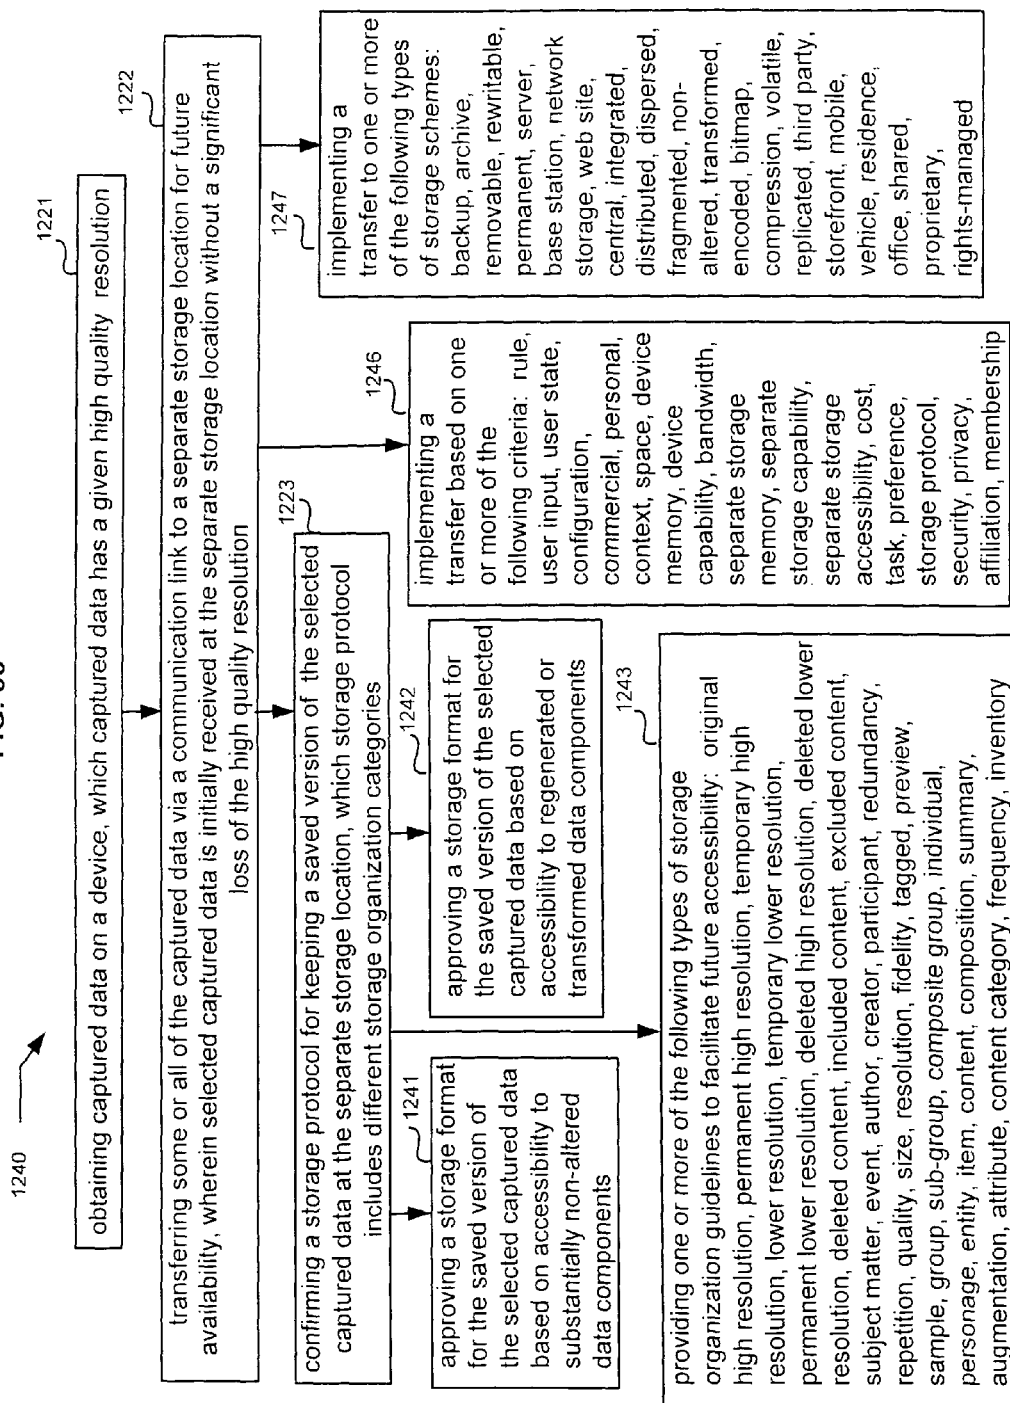 FIG. 36
1240
1221
obtaining captured data on a device, which captured data has a given high quality resolution
1222
transferring some or all of the captured data via a communication link to a separate storage location for future
availability, wherein selected captured data is initially received at the separate storage location without a significant
loss of the high quality resolution
1223
confirming a storage protocol for keeping a saved version of the selected
captured data at the separate storage location, which storage protocol
includes different storage organization categories
1241
approving a storage format
for the saved version of
the selected captured data
based on accessibility to
substantially non-altered
data components
1242
approving a storage format for
the saved version of the selected
captured data based on
accessibility to regenerated or
transformed data components
1243
providing one or more of the following types of storage
organization guidelines to facilitate future accessibility: original
high resolution, permanent high resolution, temporary high
resolution, lower resolution, temporary lower resolution,
permanent lower resolution, deleted high resolution, deleted lower
resolution, deleted content, included content, excluded content,
subject matter, event, author, creator, participant, redundancy,
repetition, quality, size, resolution, fidelity, tagged, preview,
sample, group, sub-group, composite group, individual,
personage, entity, item, content, composition, summary,
augmentation, attribute, content category, frequency, inventory
1246
implementing a
transfer based on one
or more of the
following criteria: rule,
user input, user state,
configuration,
commercial, personal,
context, space, device
memory, device
capability, bandwidth,
separate storage
memory, separate
storage capability,
separate storage
accessibility, cost,
task, preference,
storage protocol,
security, privacy,
affiliation, membership
1247
implementing a
transfer to one or more
of the following types
of storage schemes:
backup, archive,
removable, rewritable,
permanent, server,
base station, network
storage, web site,
central, integrated,
distributed, dispersed,
fragmented, non-
altered, transformed,
encoded, bitmap,
compression, volatile,
replicated, third party,
storefront, mobile,
vehicle, residence,
office, shared,
proprietary,
rights-managed